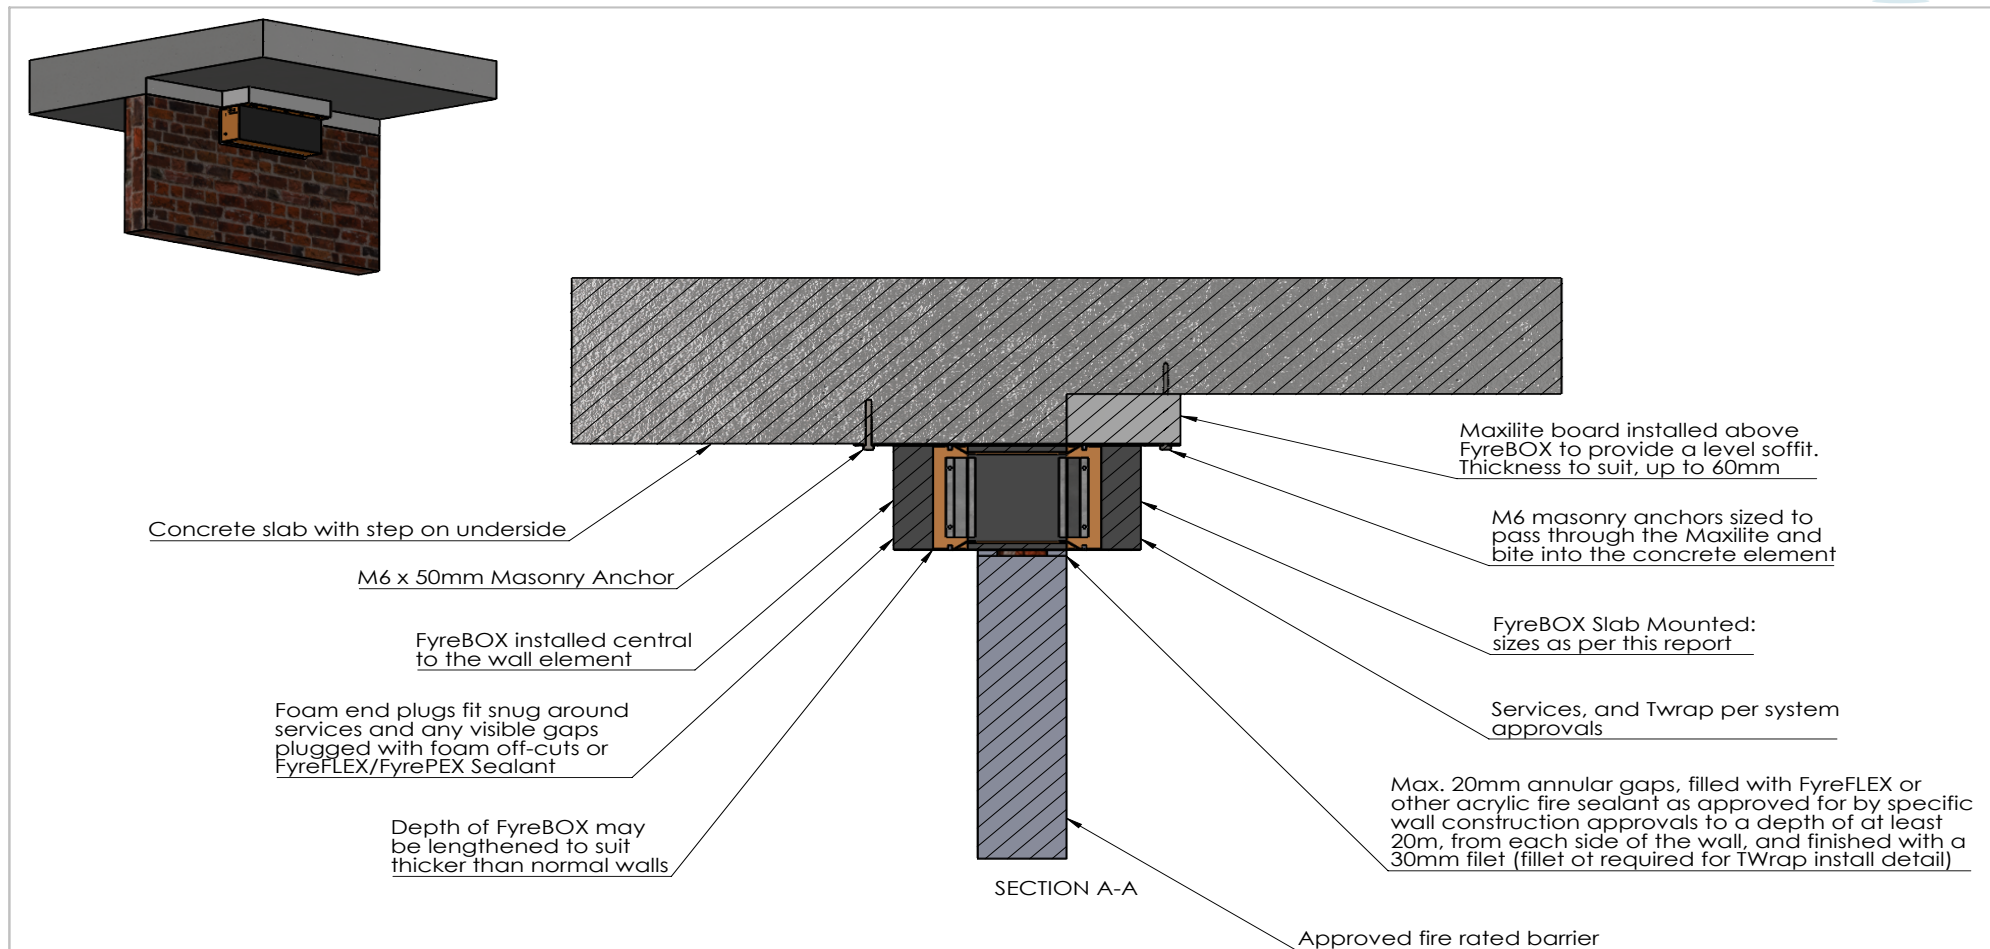 Maxilite board installed above
FyreBOX to provide a level soffit.
Thickness to suit, up to 60mm
Concrete slab with step on underside
M6 masonry anchors sized to
pass through the Maxilite and
bite into the concrete element
M6 x 50mm Masonry Anchor
FyreBOX installed central
to the wall element
FyreBOX Slab Mounted:
sizes as per this report
Foam end plugs fit snug around
services and any visible gaps
plugged with foam off-cuts or
FyreFLEX/FyrePEX Sealant
Services, and Twrap per system
approvals
Depth of FyreBOX may
be lengthened to suit
thicker than normal walls
Max. 20mm annular gaps, filled with FyreFLEX or
other acrylic fire sealant as approved for by specific
wall construction approvals to a depth of at least
20m, from each side of the wall, and finished with a
30mm filet (fillet ot required for TWrap install detail)
SECTION A-A
Approved fire rated barrier